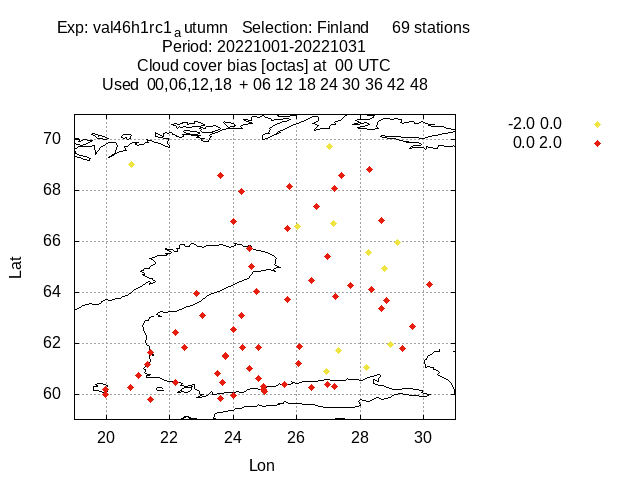 Exp: val46h1rc1a utumn Selection: Finland 69 stations
Period: 20221001-20221031
Cloud cover bias [octas] at 00 UTC
Used 00,06,12,18 + 06 12 18 24 30 36 42 48
-2.0 0.0
0.0 2.0
70
68
66
64
62
60
Lat
20 22 24 26 28 30
Lon